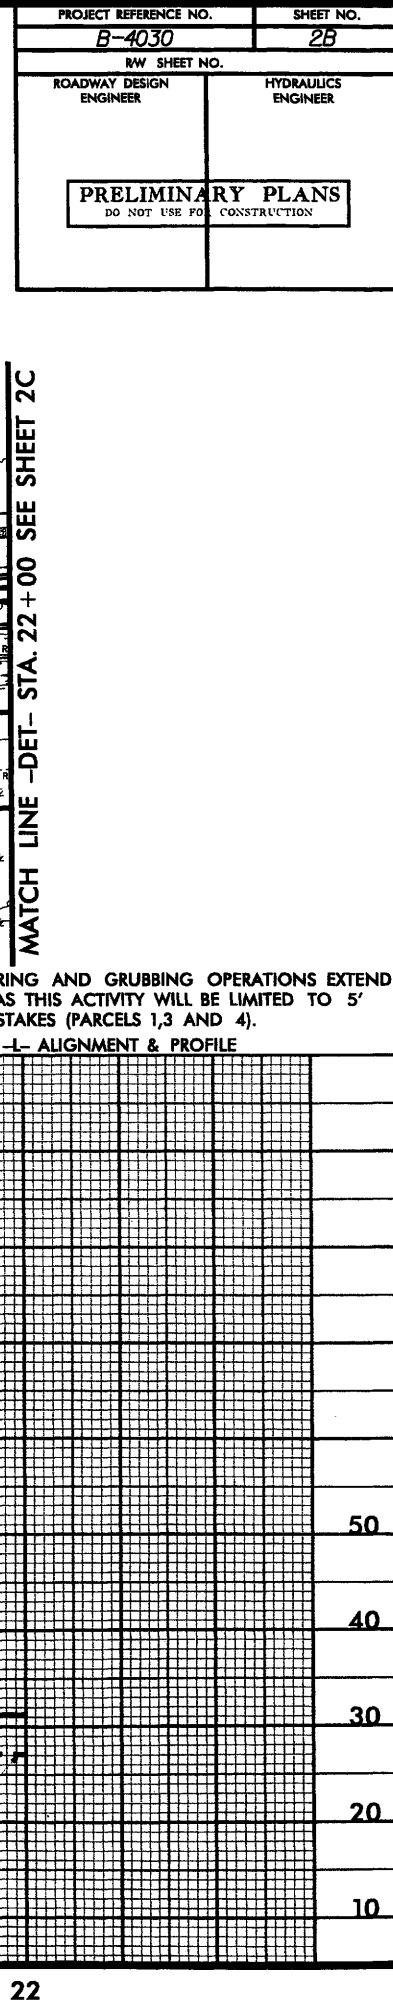 PROJECT REFERENCE NO. SHEET NO.
B-4030 2B
RW SHEET NO.
ROADWAY DESIGN ENGINEER
HYDRAULICS ENGINEER
PRELIMINARY PLANS
DO NOT USE FOR CONSTRUCTION
MATCH LINE -DET- STA. 22+00 SEE SHEET 2C
RING AND GRUBBING OPERATIONS EXTEND
AS THIS ACTIVITY WILL BE LIMITED TO 5'
STAKES (PARCELS 1,3 AND 4).
-L- ALIGNMENT & PROFILE
50
40
30
20
10
22